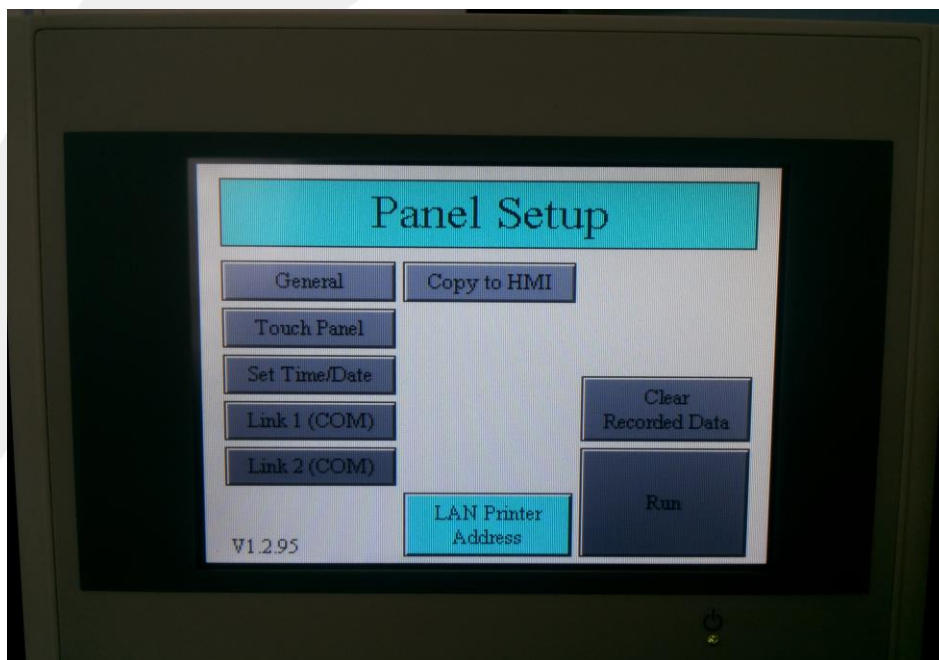 Panel Setup
General
Copy to HMI
Touch Panel
Set Time/Date
Link 1 (COM)
Link 2 (COM)
Clear
Recorded Data
LAN Printer
Address
Run
V1.2.95